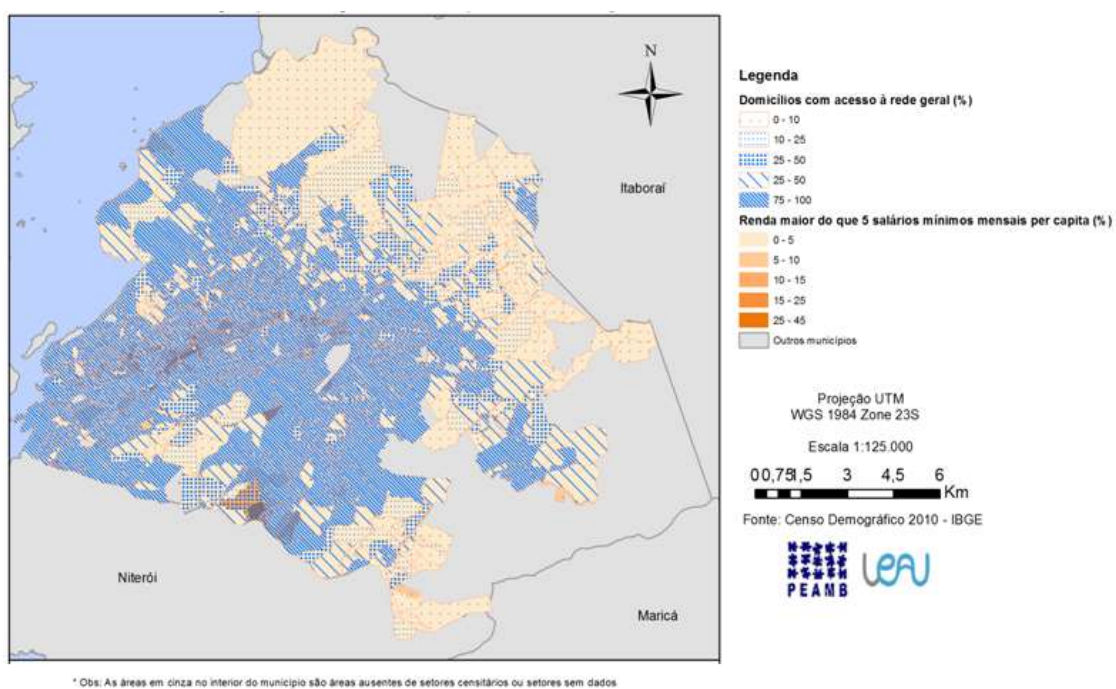 N
Itaboraí
Niterói
Maricá
Legenda
Domicílios com acesso à rede geral (%)
0 - 10
10 - 25
25 - 50
25 - 50
75 - 100
Renda maior do que 5 salários mínimos mensais per capita (%)
0 - 5
5 - 10
10 - 15
15 - 25
25 - 45
Outros municípios
Projeção UTM
WGS 1984 Zone 23S
Escala 1:125.000
0 0,75 1,5 3 4,5 6
Km
Fonte: Censo Demográfico 2010 - IBGE
PEAMB
* Obs: As áreas em cinza no interior do município são áreas ausentes de setores censitários ou setores sem dados